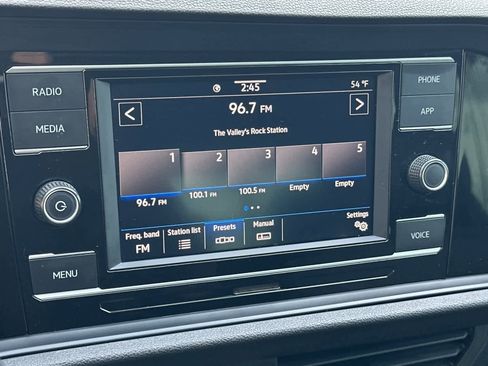 RADIO
MEDIA
MENU
2:45
54 °F
< 96.7 FM >
The Valley's Rock Station
1 2 3 4 5
96.7 FM 100.1 FM 100.5 FM Empty Empty
Freq. band Station list Presets Manual Settings
FM
PHONE
APP
VOICE